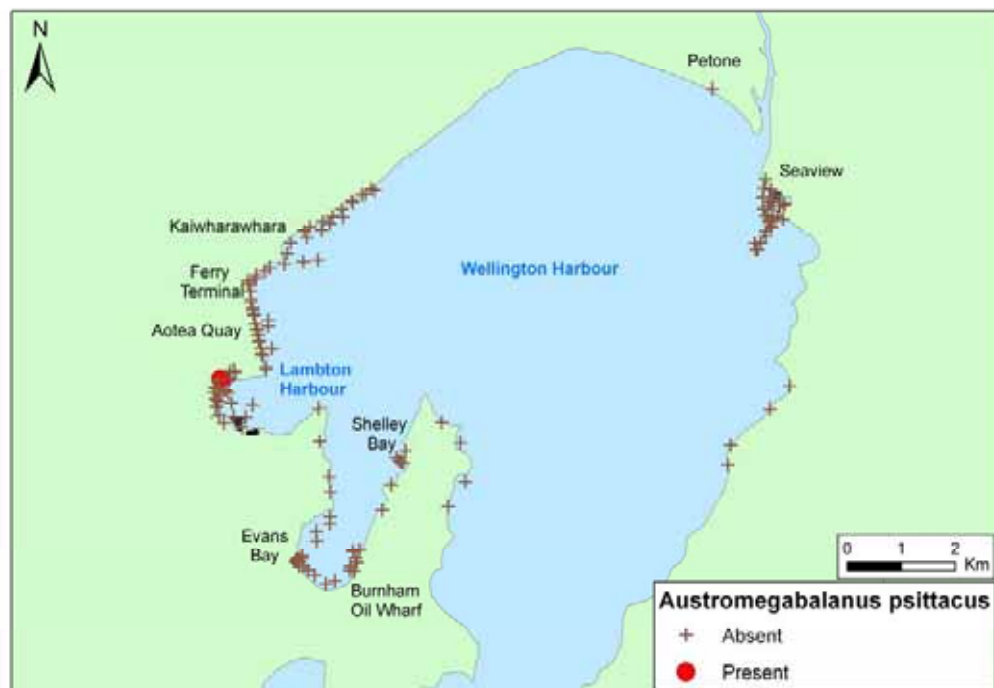 N
Petone
Seaview
Kaiwharawhara
Wellington Harbour
Ferry
Terminal
Aotea Quay
Lambton
Harbour
Shelley
Bay
Evans
Bay
Burnham
Oil Wharf
0 1 2
Km
Austromegabalanus psittacus
Absent
Present